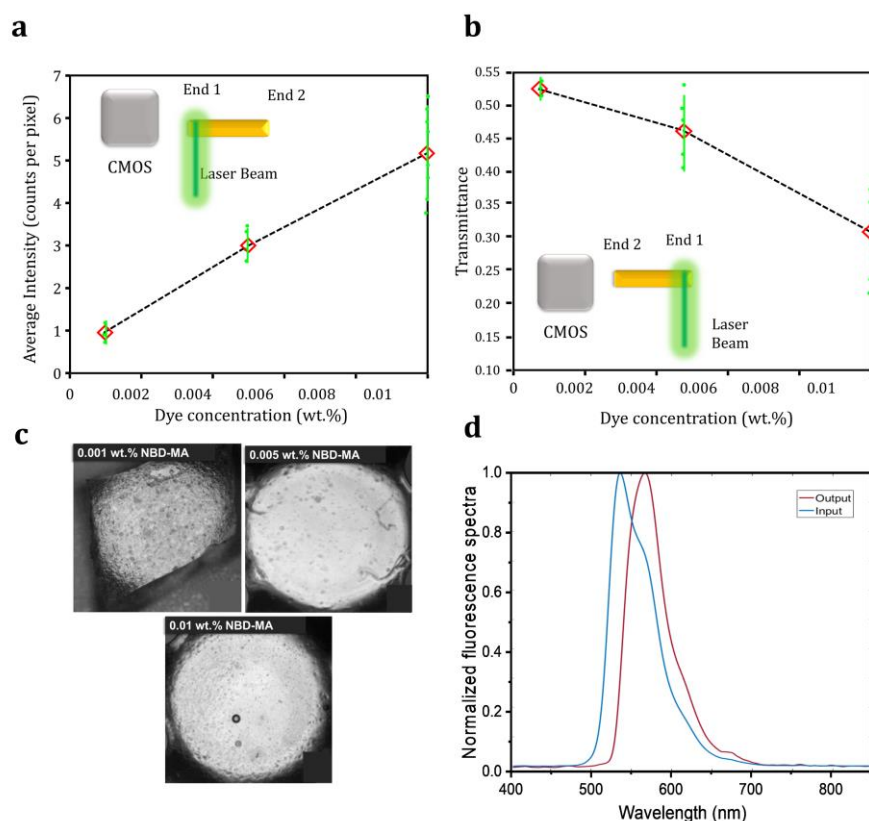 a
7
6
5
4
3
2
1
0
Average Intensity (counts per pixel)
End 1
End 2
CMOS
Laser Beam
0
0.002
0.004
0.006
0.008
0.01
Dye concentration (wt.%)
b
0.55
0.50
0.45
0.40
0.35
0.30
0.25
0.20
0.15
0.10
Transmittance
End 2
End 1
CMOS
Laser
Beam
0
0.002
0.004
0.006
0.008
0.01
Dye concentration (wt.%)
c
0.001 wt.% NBD-MA
0.005 wt.% NBD-MA
0.01 wt.% NBD-MA
d
1.0
0.8
0.6
0.4
0.2
0.0
Normalized fluorescence spectra
Output
Input
400
500
600
700
800
Wavelength (nm)